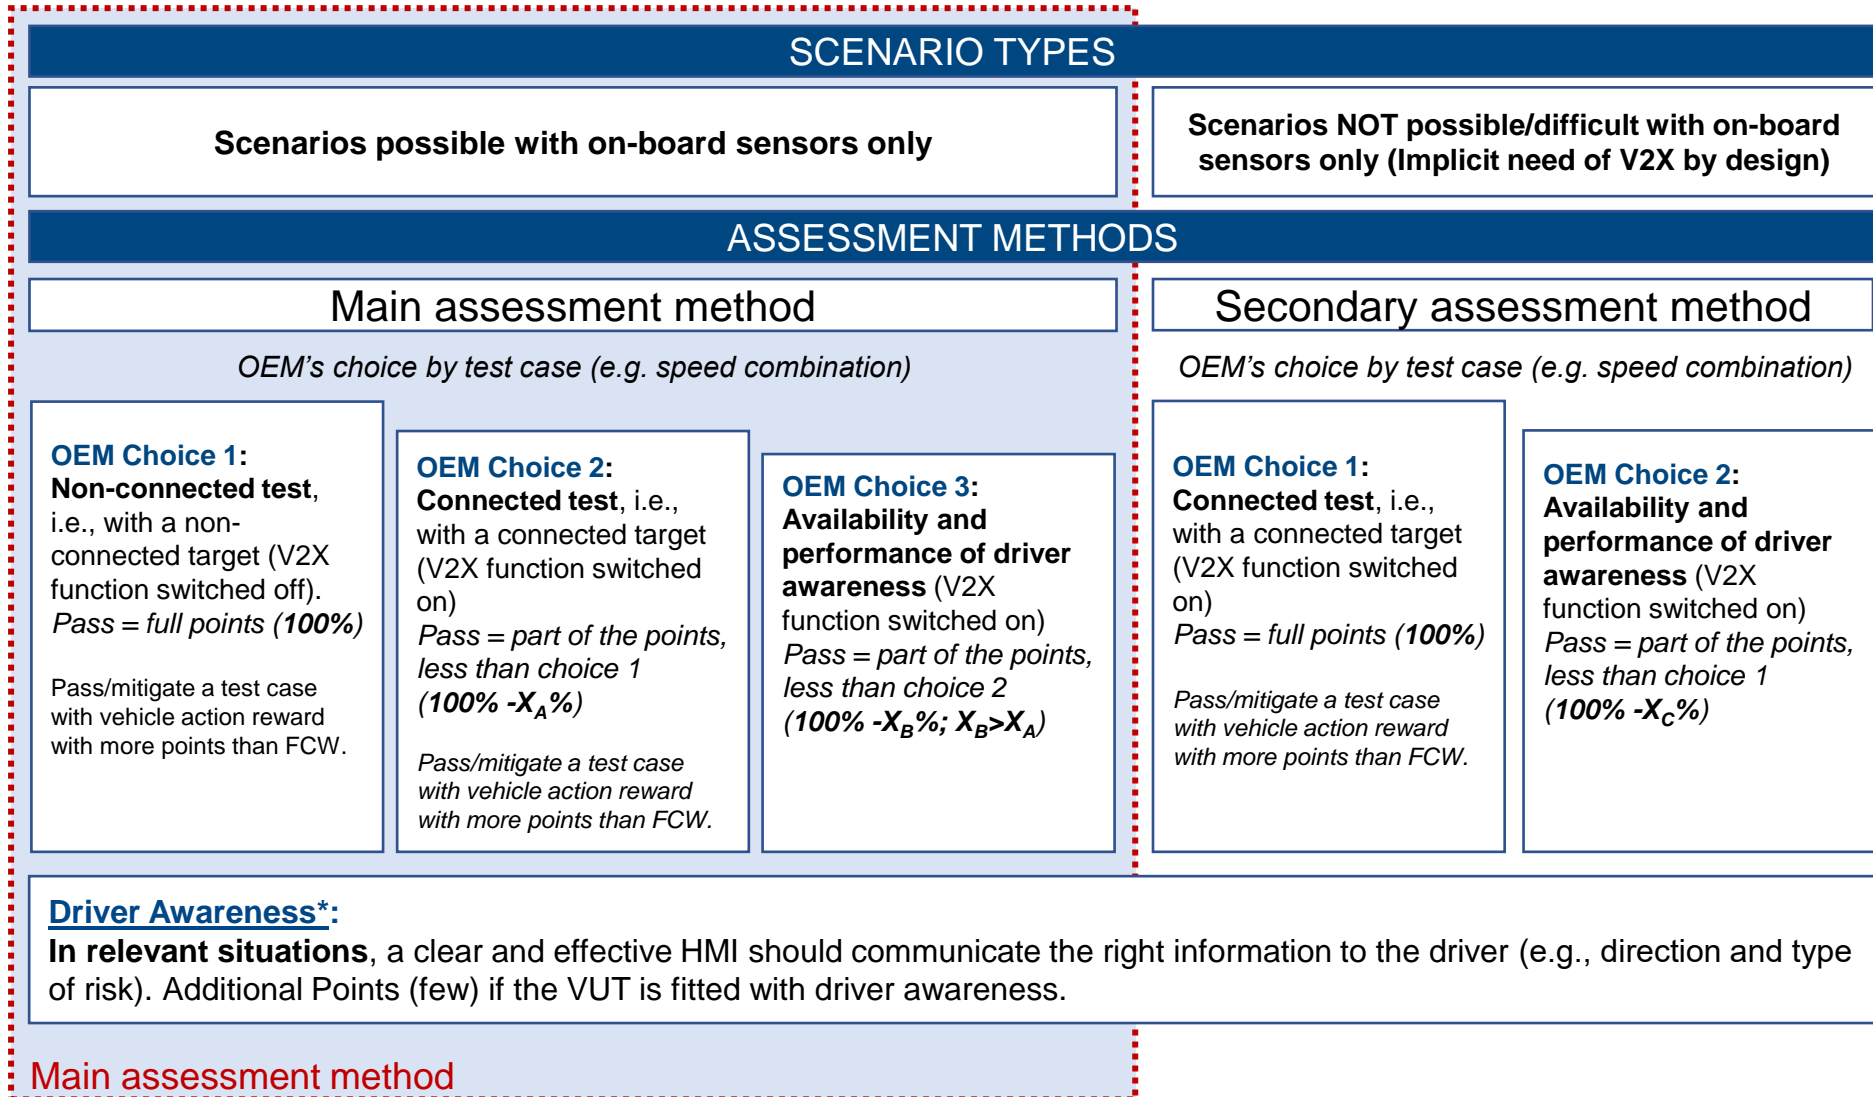 SCENARIO TYPES
Scenarios possible with on-board sensors only
Scenarios NOT possible/difficult with on-board
sensors only (Implicit need of V2X by design)
ASSESSMENT METHODS
Main assessment method
OEM's choice by test case (e.g. speed combination)
OEM Choice 1:
Non-connected test,
i.e., with a non-
connected target (V2X
function switched off).
Pass = full points (100%)
Pass/mitigate a test case
with vehicle action reward
with more points than FCW.
OEM Choice 2:
Connected test, i.e.,
with a connected target
(V2X function switched
on)
Pass = part of the points,
less than choice 1
(100% -XA%)
Pass/mitigate a test case
with vehicle action reward
with more points than FCW.
OEM Choice 3:
Availability and
performance of driver
awareness (V2X
function switched on)
Pass = part of the points,
less than choice 2
(100% -XB%; XB>XA)
Secondary assessment method
OEM's choice by test case (e.g. speed combination)
OEM Choice 1:
Connected test, i.e.,
with a connected target
(V2X function switched
on)
Pass = full points (100%)
Pass/mitigate a test case
with vehicle action reward
with more points than FCW.
OEM Choice 2:
Availability and
performance of driver
awareness (V2X
function switched on)
Pass = part of the points,
less than choice 1
(100% -XC%)
Driver Awareness*:
In relevant situations, a clear and effective HMI should communicate the right information to the driver (e.g., direction and type
of risk). Additional Points (few) if the VUT is fitted with driver awareness.
Main assessment method